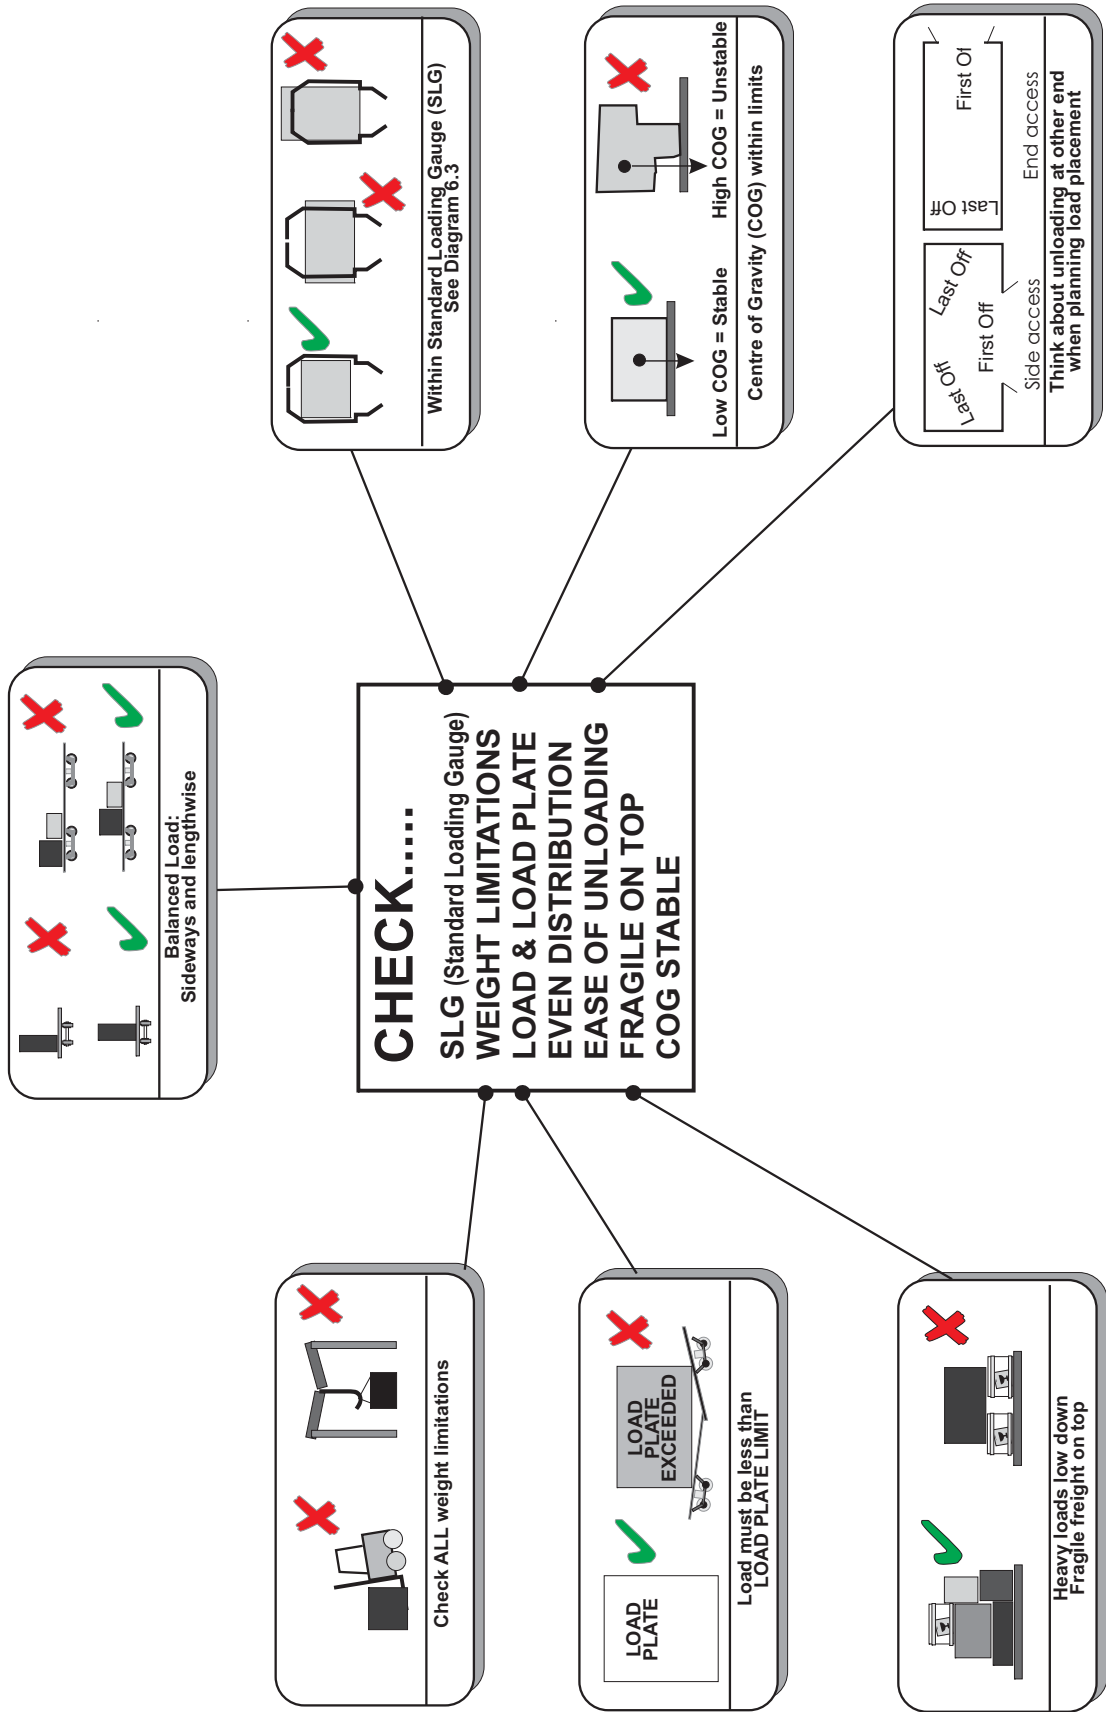 Check ALL weight limitations
LOAD
PLATE
LOAD
PLATE
EXCEEDED
Load must be less than
LOAD PLATE LIMIT
Heavy loads low down
Fragile freight on top
Balanced Load:
Sideways and lengthwise
CHECK.....
SLG (Standard Loading Gauge)
WEIGHT LIMITATIONS
LOAD & LOAD PLATE
EVEN DISTRIBUTION
EASE OF UNLOADING
FRAGILE ON TOP
COG STABLE
Within Standard Loading Gauge (SLG)
See Diagram 6.3
Low COG = Stable
High COG = Unstable
Centre of Gravity (COG) within limits
Last Off
Last Off
First Off
Side access
Last Off
First Of
End access
Think about unloading at other end
when planning load placement